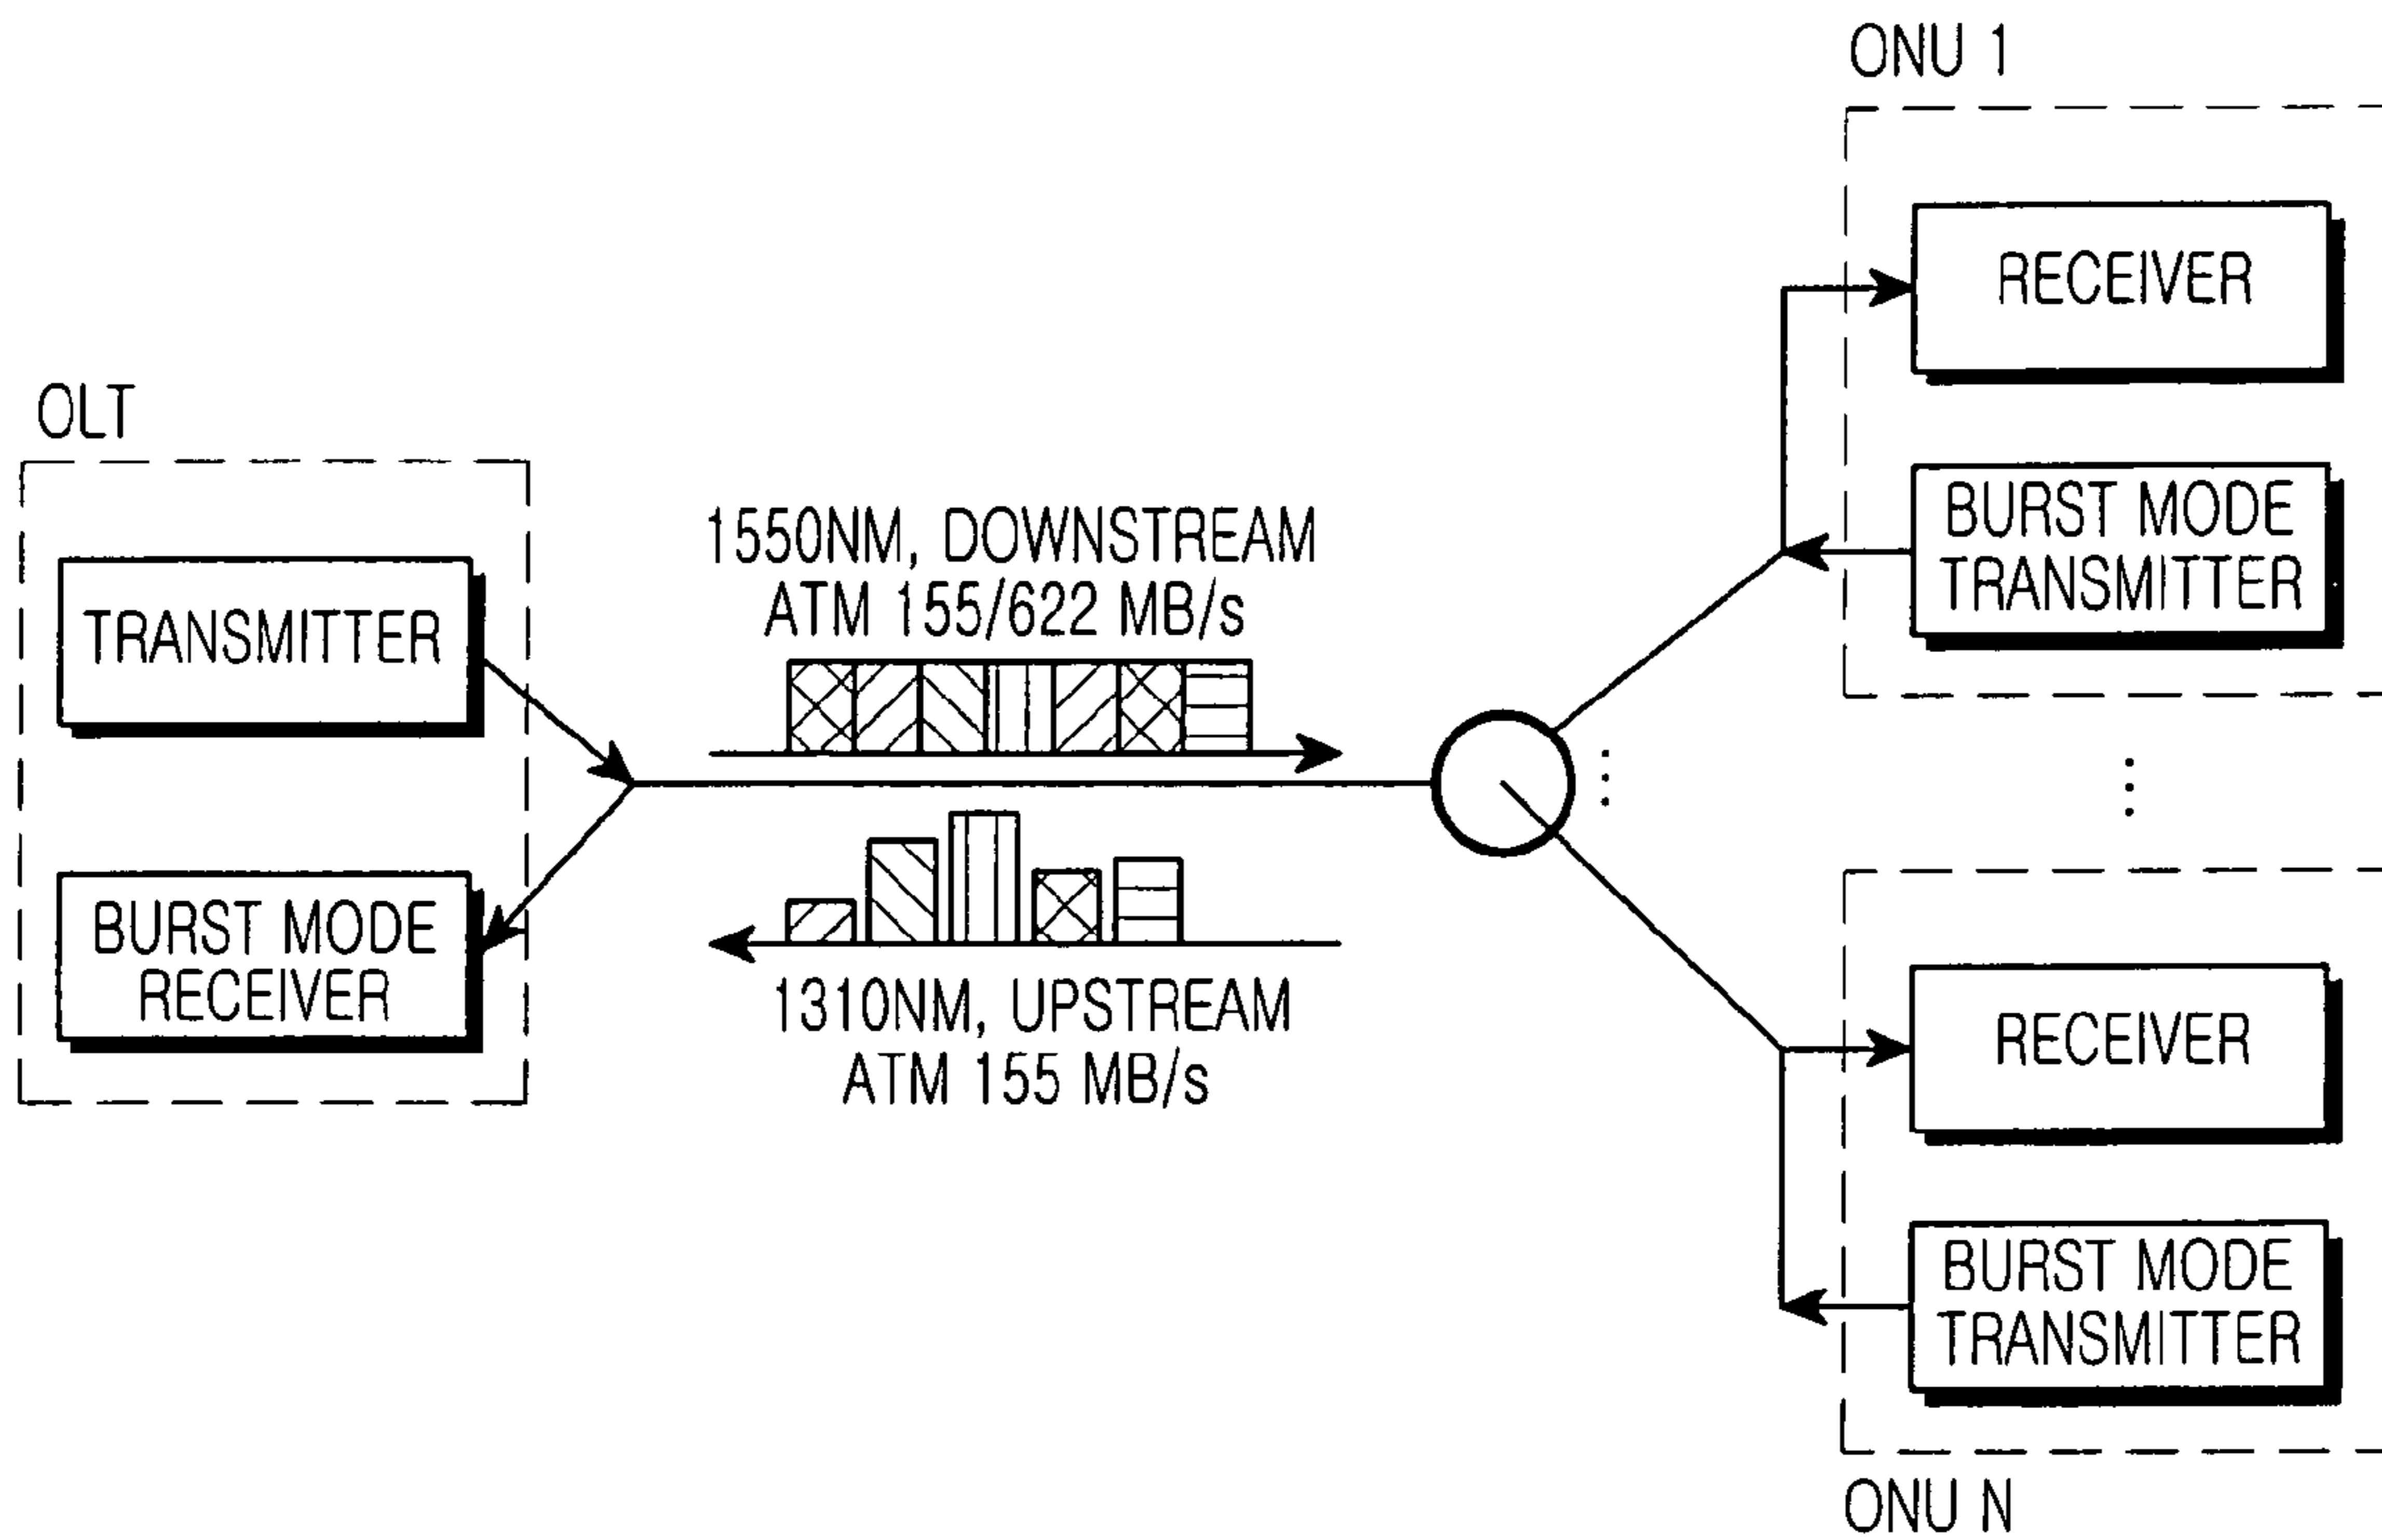 OLT
TRANSMITTER
BURST MODE
RECEIVER
1550NM, DOWNSTREAM
ATM 155/622 MB/s
1310NM, UPSTREAM
ATM 155 MB/s
ONU 1
RECEIVER
BURST MODE
TRANSMITTER
RECEIVER
BURST MODE
TRANSMITTER
ONU N